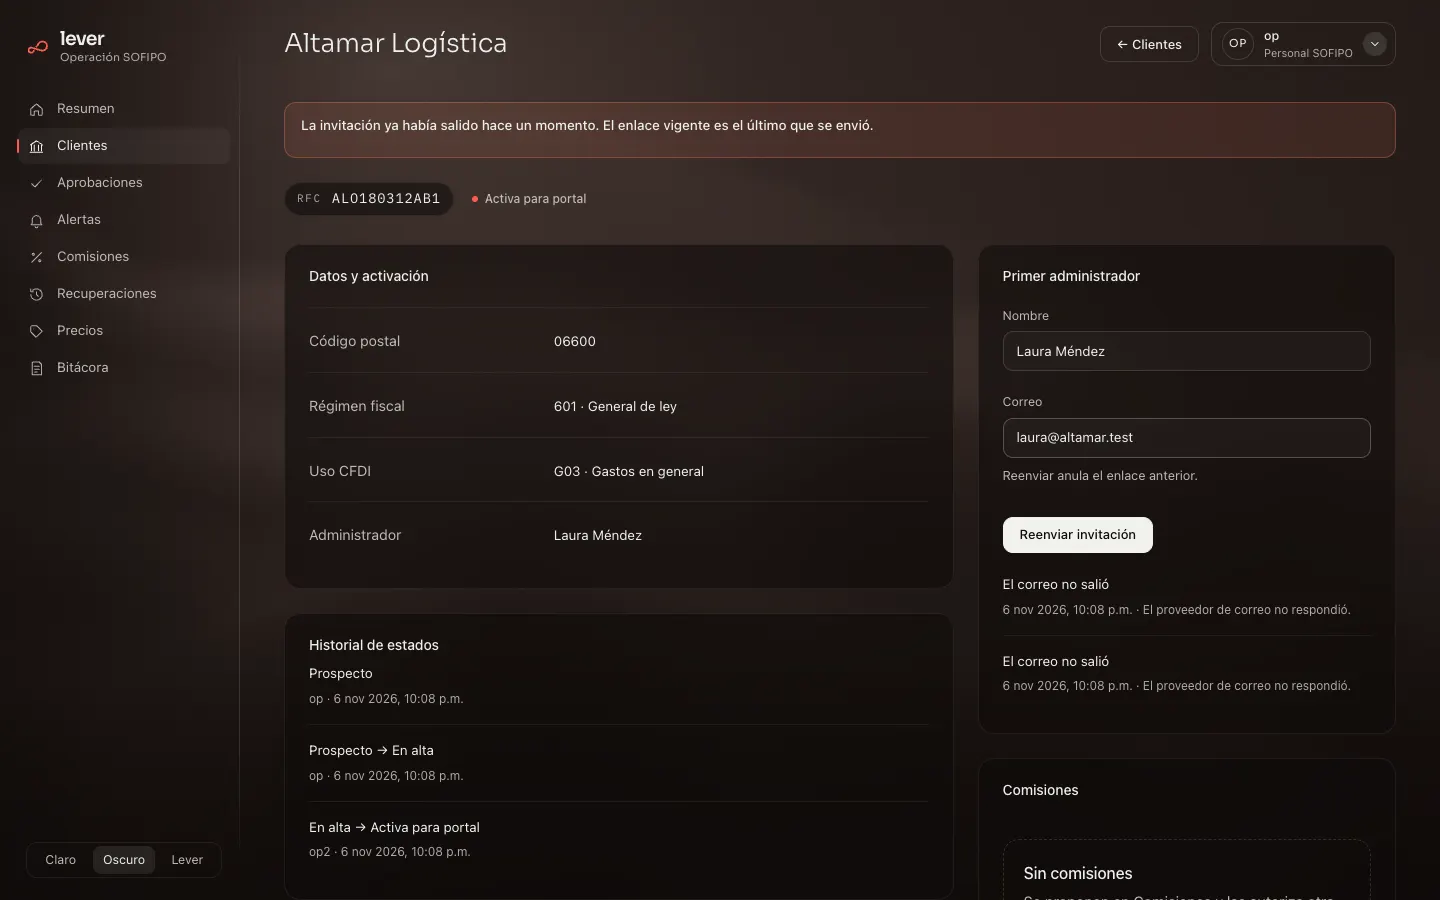 lever
Operación SOFIPO
Resumen
Clientes
Aprobaciones
Alertas
Comisiones
Recuperaciones
Precios
Bitácora
Claro
Oscuro
Lever
Altamar Logística
← Clientes
OP
op
Personal SOFIPO
La invitación ya había salido hace un momento. El enlace vigente es el último que se envió.
RFC ALO180312AB1
Activa para portal
Datos y activación
Código postal 06600
Régimen fiscal 601 · General de ley
Uso CFDI G03 · Gastos en general
Administrador Laura Méndez
Historial de estados
Prospecto
op · 6 nov 2026, 10:08 p.m.
Prospecto → En alta
op · 6 nov 2026, 10:08 p.m.
En alta → Activa para portal
op2 · 6 nov 2026, 10:08 p.m.
Primer administrador
Nombre
Laura Méndez
Correo
laura@altamar.test
Reenviar anula el enlace anterior.
Reenviar invitación
El correo no salió
6 nov 2026, 10:08 p.m. · El proveedor de correo no respondió.
El correo no salió
6 nov 2026, 10:08 p.m. · El proveedor de correo no respondió.
Comisiones
Sin comisiones